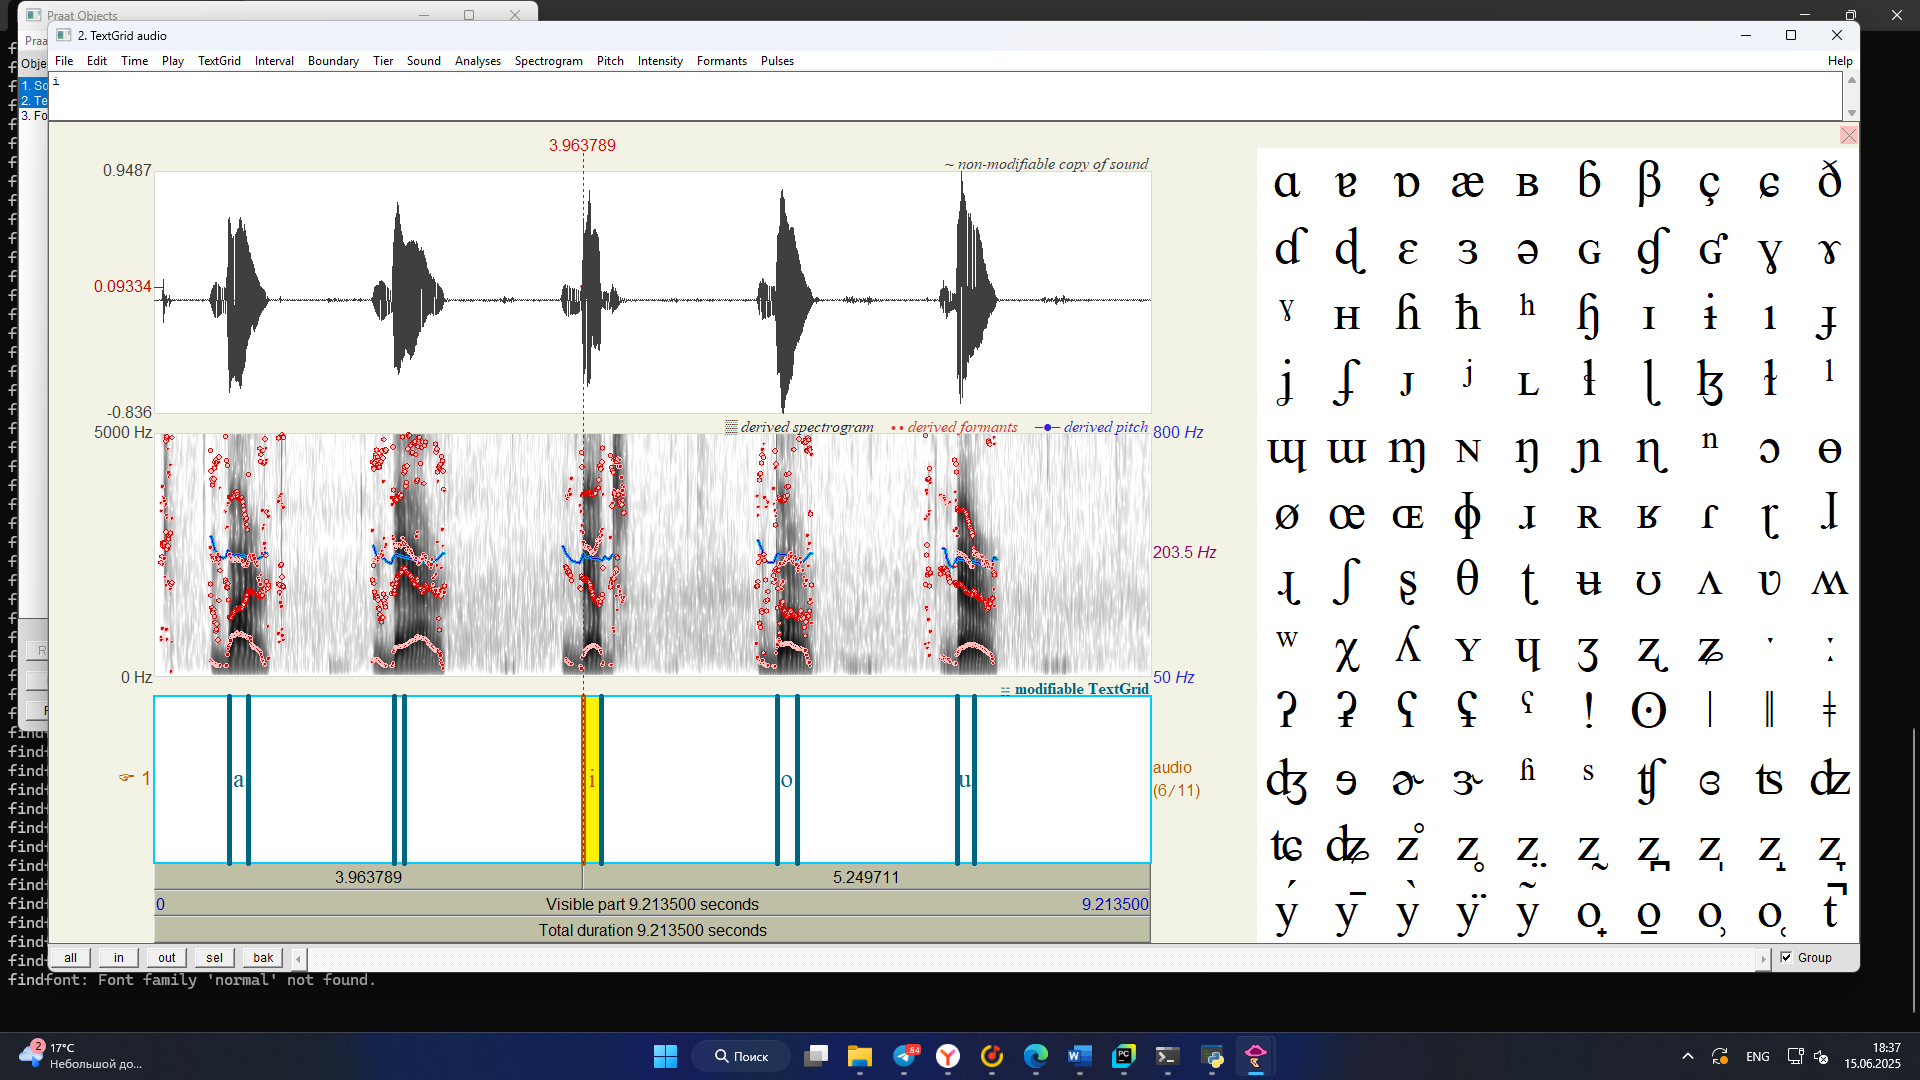 Praat Objects
2. TextGrid audio
File Edit Time Play TextGrid Interval Boundary Tier Sound Analyses Spectrogram Pitch Intensity Formants Pulses Help
i
3.963789
0.9487
~ non-modifiable copy of sound
0.09334
-0.836
derived spectrogram derived formants derived pitch
5000 Hz
800 Hz
203.5 Hz
0 Hz
50 Hz
modifiable TextGrid
☞ 1
a i o u
audio
(6/11)
3.963789 5.249711
0 Visible part 9.213500 seconds 9.213500
Total duration 9.213500 seconds
ɑ ɐ ɒ æ ʙ ɓ β ç ɕ ð
ɗ ɖ ɛ ɜ ə ɢ ɠ ʛ ɣ ɤ
ˠ ʜ ɦ ħ ʰ ɧ ɪ ɨ ı ɟ
ʝ ʄ ᴊ ʲ ʟ ɫ ɭ ɮ ɫ ˡ
ɰ ɯ ɱ ɴ ŋ ɲ ɳ ⁿ ɔ ɵ
ø œ ɶ ɸ ɹ ʀ ʁ ɾ ɽ ɺ
ɻ ʃ ʂ θ ʈ ʉ ʊ ʌ ʋ ʍ
ʷ χ ʎ ʏ ɥ ʒ ʐ ʑ ˑ ː
ʔ ʡ ʕ ʢ ˤ ! ʘ ǀ ǁ ǂ
ʤ ɘ ɚ ɝ ʱ ˢ ʧ ɞ ʦ ʣ
ʨ ʥ z̊ z̥ z̤ z̰ z̪ z̩ z̟ z̞
ý ȳ ỳ ÿ ỹ o̟ o̠ o̹ o̜ t̚
all in out sel bak
Group
findfont: Font family 'normal' not found.
2
17°C
Небольшой до...
Поиск
84
PC
ENG
18:37
15.06.2025